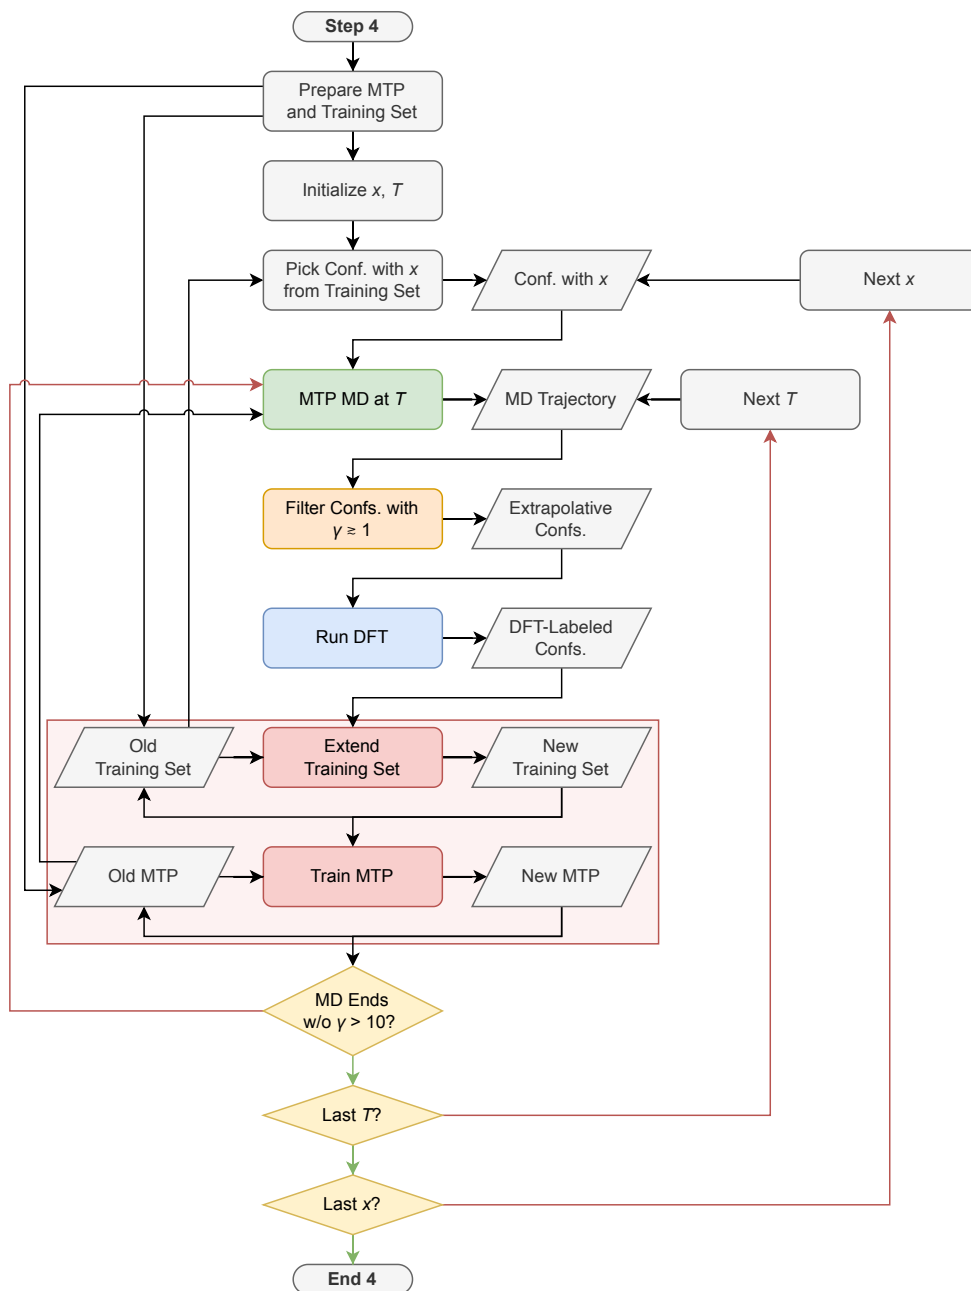 Step 4
Prepare MTP
and Training Set
Initialize x, T
Pick Conf. with x
from Training Set
Conf. with x
Next x
MTP MD at T
MD Trajectory
Next T
Filter Confs. with
γ ≳ 1
Extrapolative
Confs.
Run DFT
DFT-Labeled
Confs.
Old
Training Set
Extend
Training Set
New
Training Set
Old MTP
Train MTP
New MTP
MD Ends
w/o γ > 10?
Last T?
Last x?
End 4